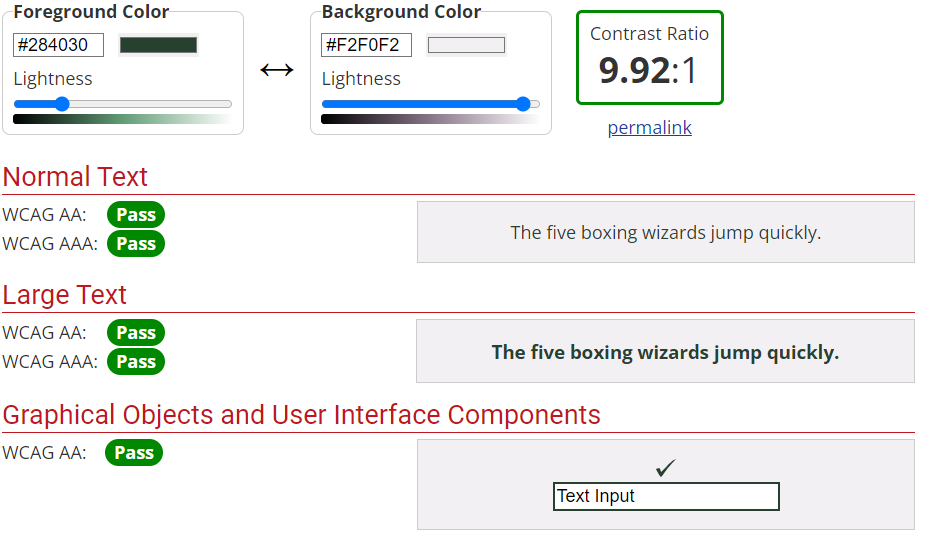 Foreground Color
#284030
Lightness
Background Color
#F2F0F2
Lightness
Contrast Ratio
9.92:1
permalink
Normal Text
WCAG AA: Pass
WCAG AAA: Pass
The five boxing wizards jump quickly.
Large Text
WCAG AA: Pass
WCAG AAA: Pass
The five boxing wizards jump quickly.
Graphical Objects and User Interface Components
WCAG AA: Pass
Text Input